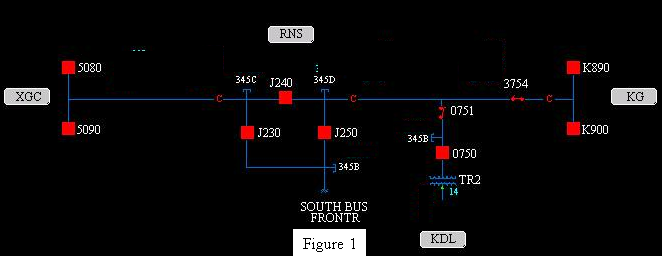 RNS
5080
K890
345C
J240
345D
3754
XGC
C
C
C
KG
0751
5090
J230
J250
345B
K900
0750
345B
TR2
14
SOUTH BUS
FRONTR
KDL
Figure 1